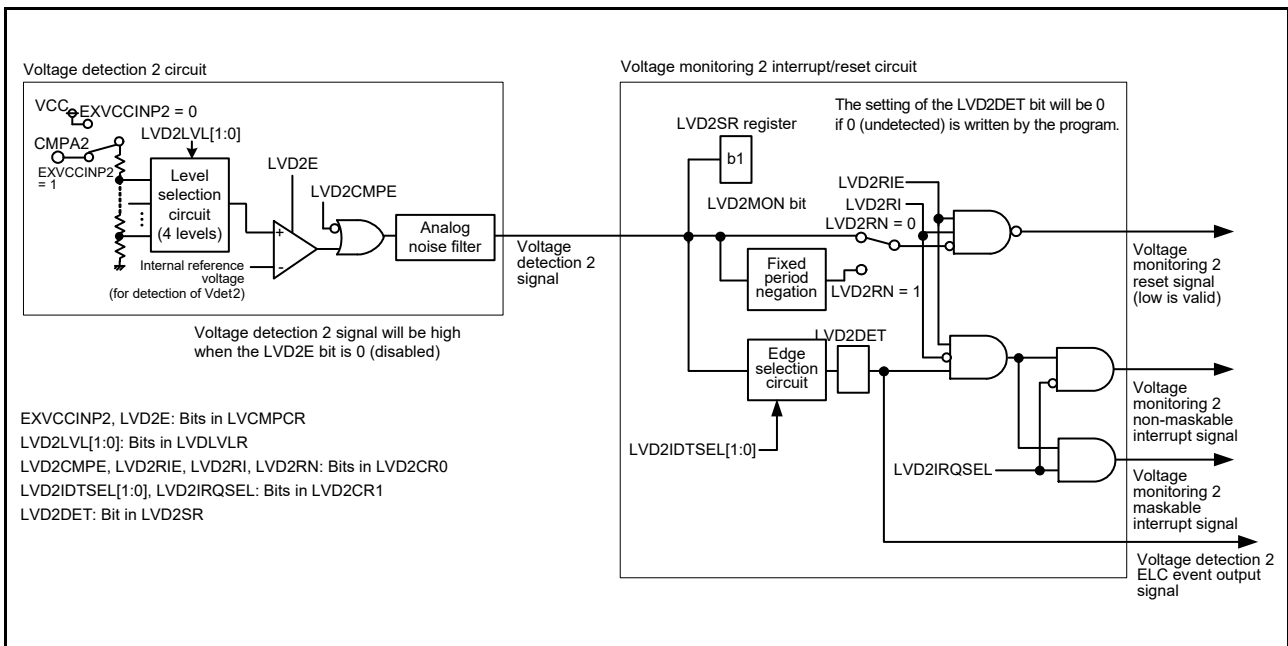 Voltage detection 2 circuit
VCC
EXVCCINP2 = 0
CMPA2
LVD2LVL[1:0]
EXVCCINP2
= 1
Level
selection
circuit
(4 levels)
LVD2E
LVD2CMPE
+
-
Internal reference
voltage
(for detection of Vdet2)
Analog
noise filter
Voltage
detection 2
signal
Voltage detection 2 signal will be high
when the LVD2E bit is 0 (disabled)
Voltage monitoring 2 interrupt/reset circuit
The setting of the LVD2DET bit will be 0
if 0 (undetected) is written by the program.
LVD2SR register
b1
LVD2MON bit
LVD2RIE
LVD2RI
LVD2RN = 0
Fixed
period
negation
LVD2RN = 1
Voltage
monitoring 2
reset signal
(low is valid)
LVD2DET
Edge
selection
circuit
LVD2IDTSEL[1:0]
LVD2IRQSEL
Voltage
monitoring 2
non-maskable
interrupt signal
Voltage
monitoring 2
maskable
interrupt signal
Voltage detection 2
ELC event output
signal
EXVCCINP2, LVD2E: Bits in LVCMPCR
LVD2LVL[1:0]: Bits in LVDLVLR
LVD2CMPE, LVD2RIE, LVD2RI, LVD2RN: Bits in LVD2CR0
LVD2IDTSEL[1:0], LVD2IRQSEL: Bits in LVD2CR1
LVD2DET: Bit in LVD2SR